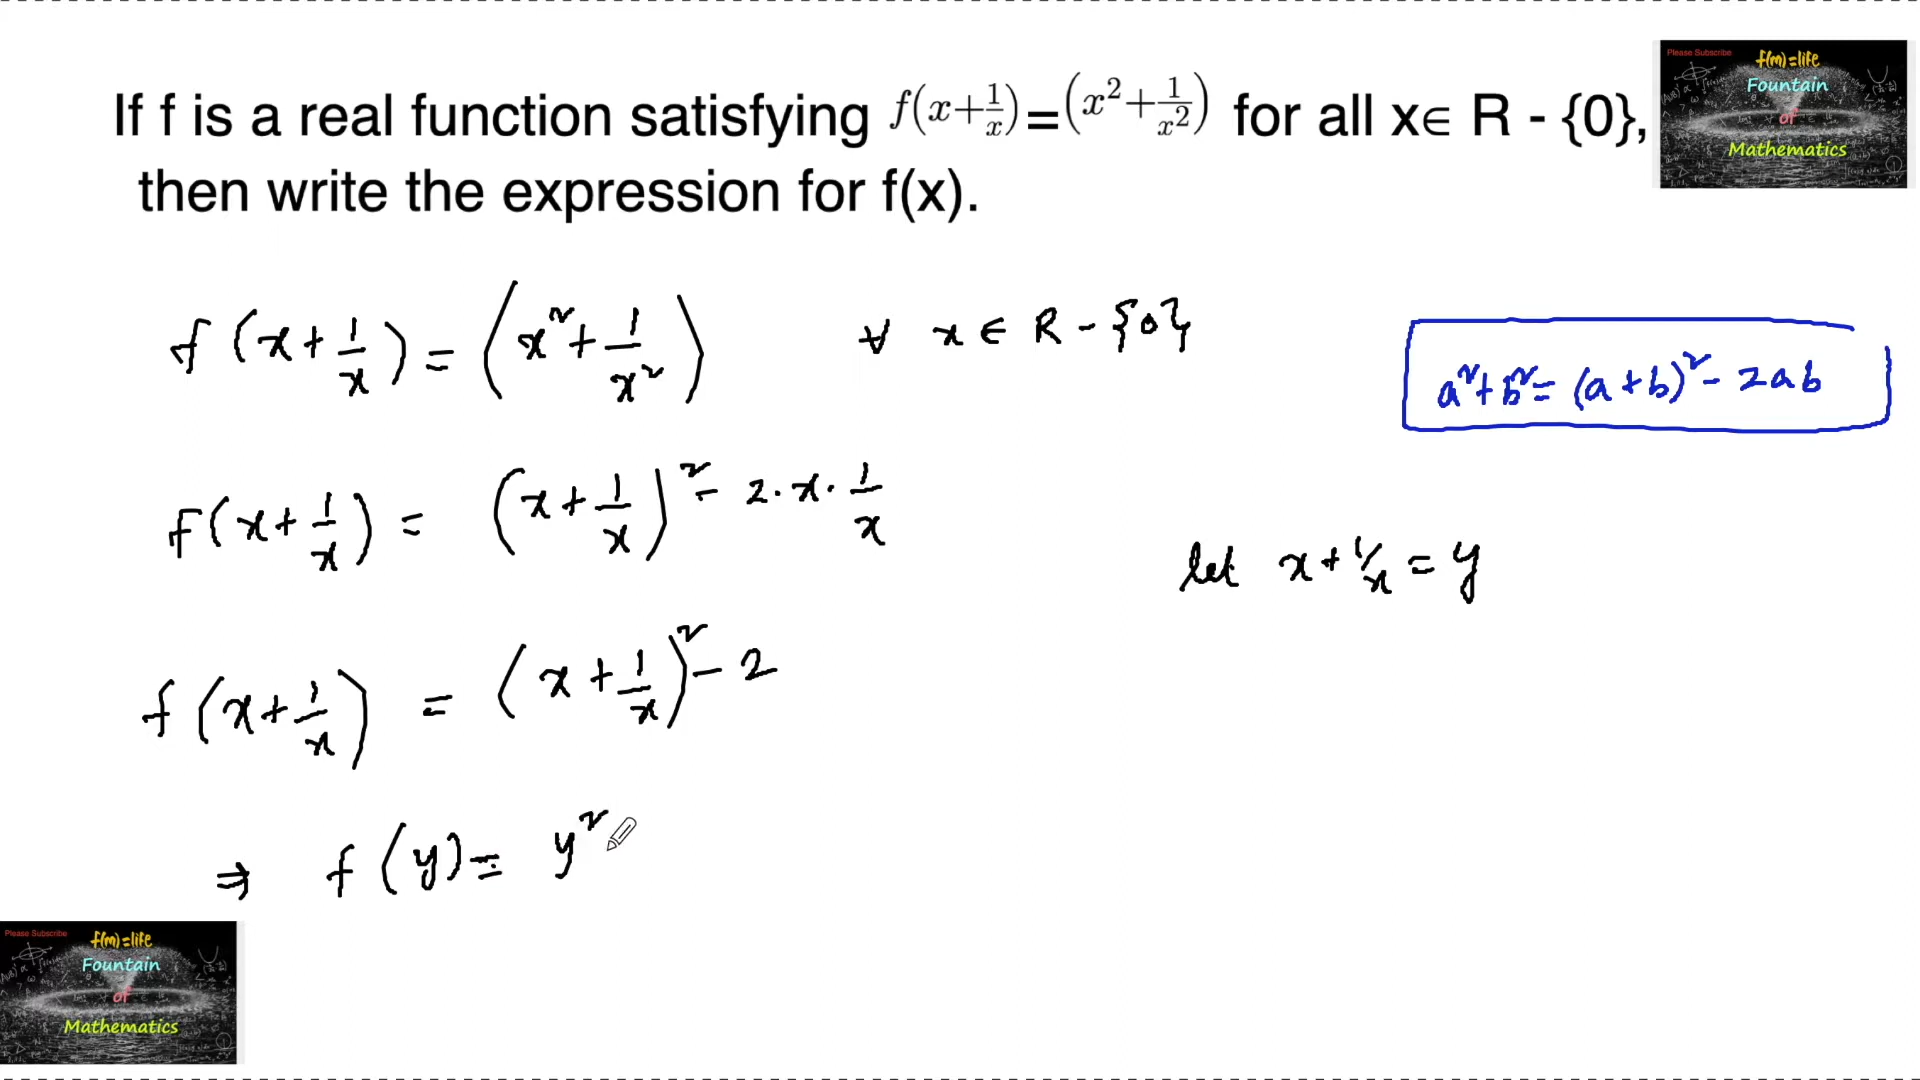 If f is a real function satisfying f(x+1/x)=(x²+1/x²) for all x∈ R - {0},
then write the expression for f(x).
Please Subscribe
f(m)=life
Fountain
of
Mathematics
f(x+1/x) = (x²+1/x²) ∀ x ∈ R - {0}
a²+b² = (a+b)² - 2ab
f(x+1/x) = (x+1/x)² - 2·x·1/x
let x+1/x = y
f(x+1/x) = (x+1/x)² - 2
⇒ f(y) = y²
Please Subscribe
f(m)=life
Fountain
of
Mathematics